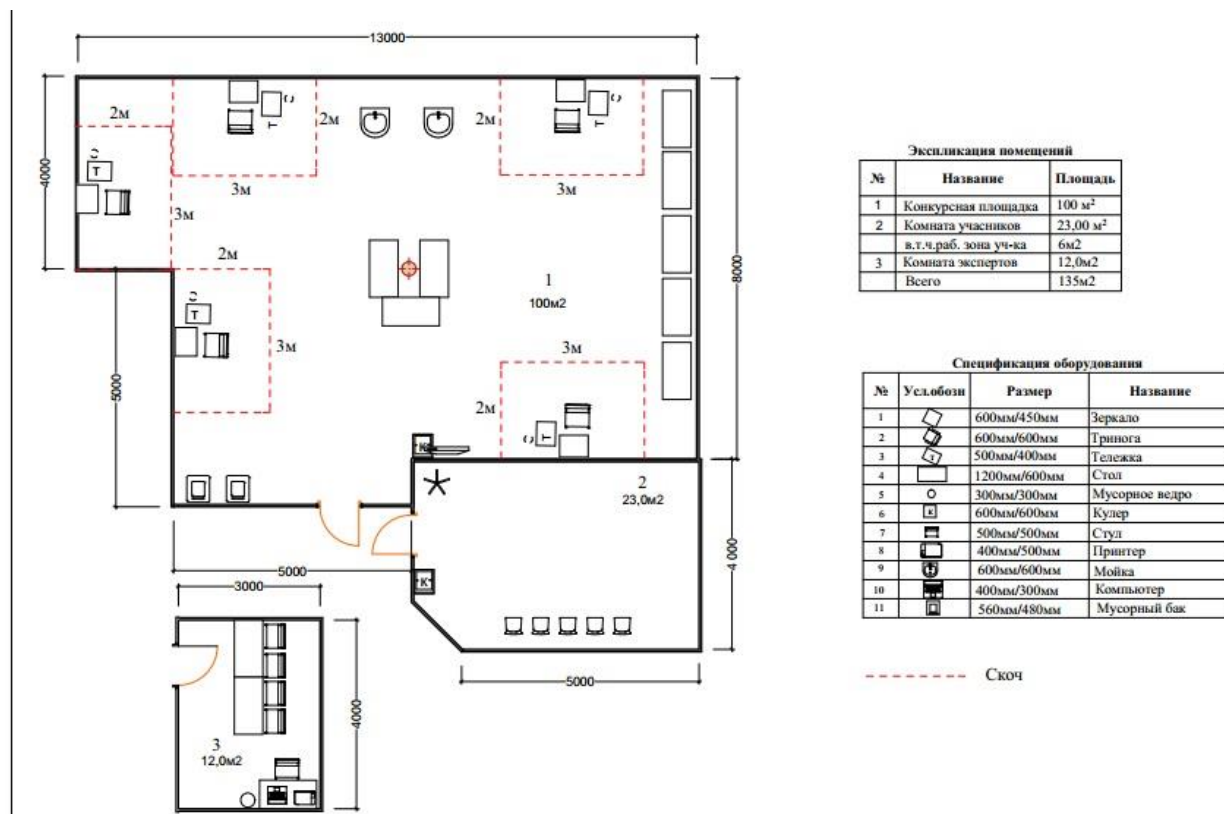 13000
4000
2м
2м
2м
T
T
T
3м
3м
3м
2м
1
100м2
8000
T
3м
5000
3м
2м
T
К
2
23,0м2
5000
К
4 000
5000
3000
4000
3
12,0м2
Экспликация помещений
№ Название Площадь
1 Конкурсная площадка 100 м²
2 Комната учасников 23,00 м²
в.т.ч.раб. зона уч-ка 6м2
3 Комната экспертов 12,0м2
Всего 135м2
Спецификация оборудования
№ Усл.обозн Размер Название
1 600мм/450мм Зеркало
2 600мм/600мм Тринога
3 T 500мм/400мм Тележка
4 1200мм/600мм Стол
5 300мм/300мм Мусорное ведро
6 К 600мм/600мм Кулер
7 500мм/500мм Стул
8 400мм/500мм Принтер
9 600мм/600мм Мойка
10 400мм/300мм Компьютер
11 560мм/480мм Мусорный бак
Скоч